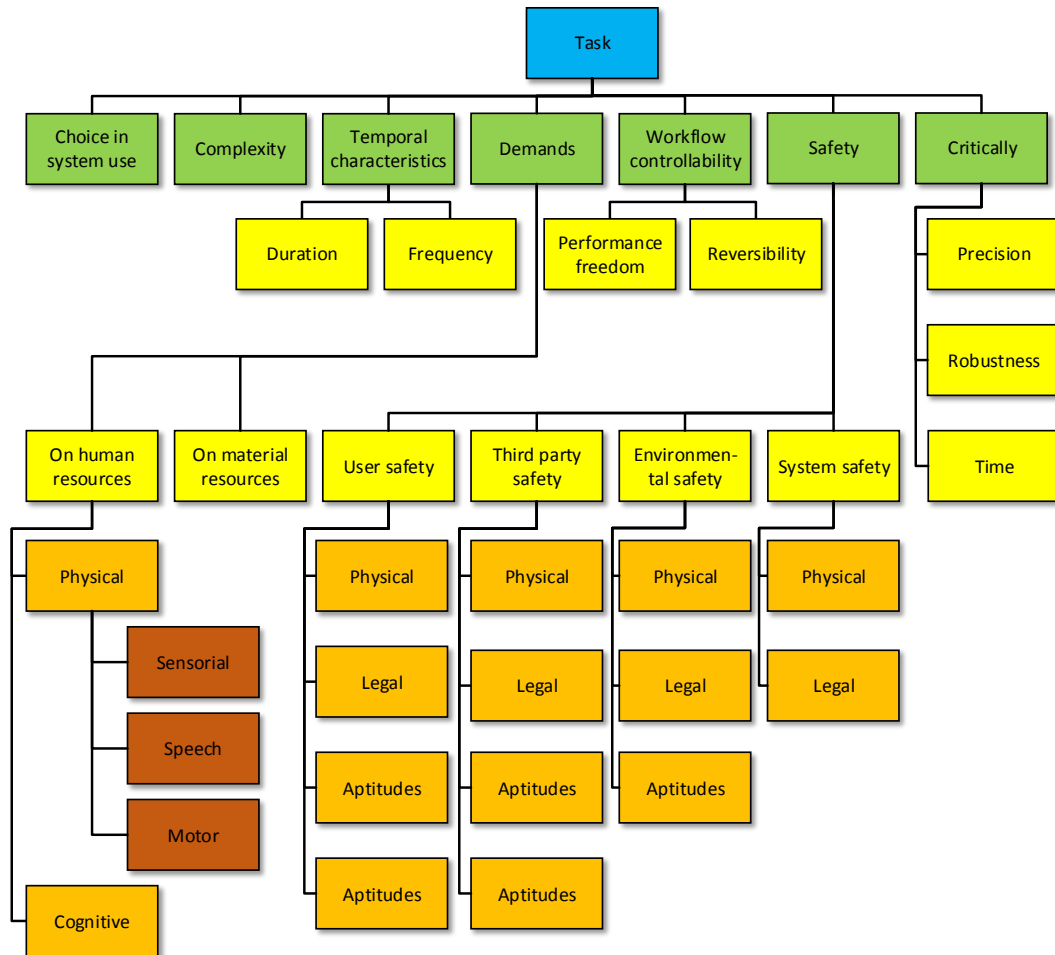 Task
Choice in
system use
Complexity
Temporal
characteristics
Demands
Workflow
controllability
Safety
Critically
Duration
Frequency
Performance
freedom
Reversibility
Precision
Robustness
Time
On human
resources
On material
resources
User safety
Third party
safety
Environmen-
tal safety
System safety
Physical
Sensorial
Speech
Motor
Cognitive
Physical
Legal
Aptitudes
Aptitudes
Physical
Legal
Aptitudes
Aptitudes
Physical
Legal
Aptitudes
Physical
Legal